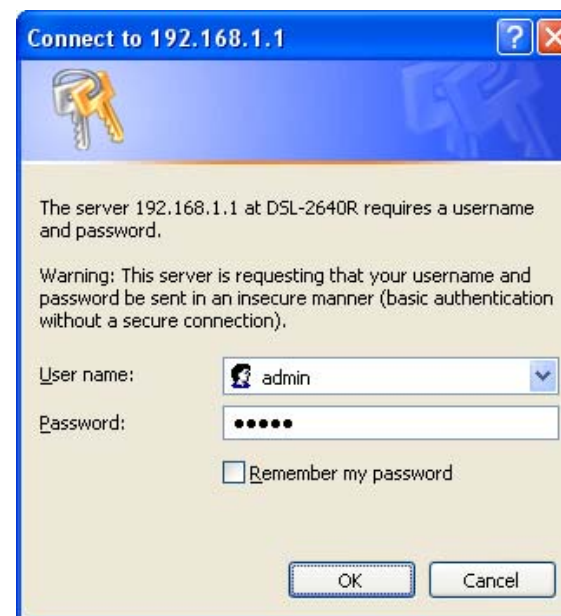 Connect to 192.168.1.1
The server 192.168.1.1 at DSL-2640R requires a username
and password.
Warning: This server is requesting that your username and
password be sent in an insecure manner (basic authentication
without a secure connection).
User name:
admin
Password:
●●●●●
Remember my password
OK
Cancel